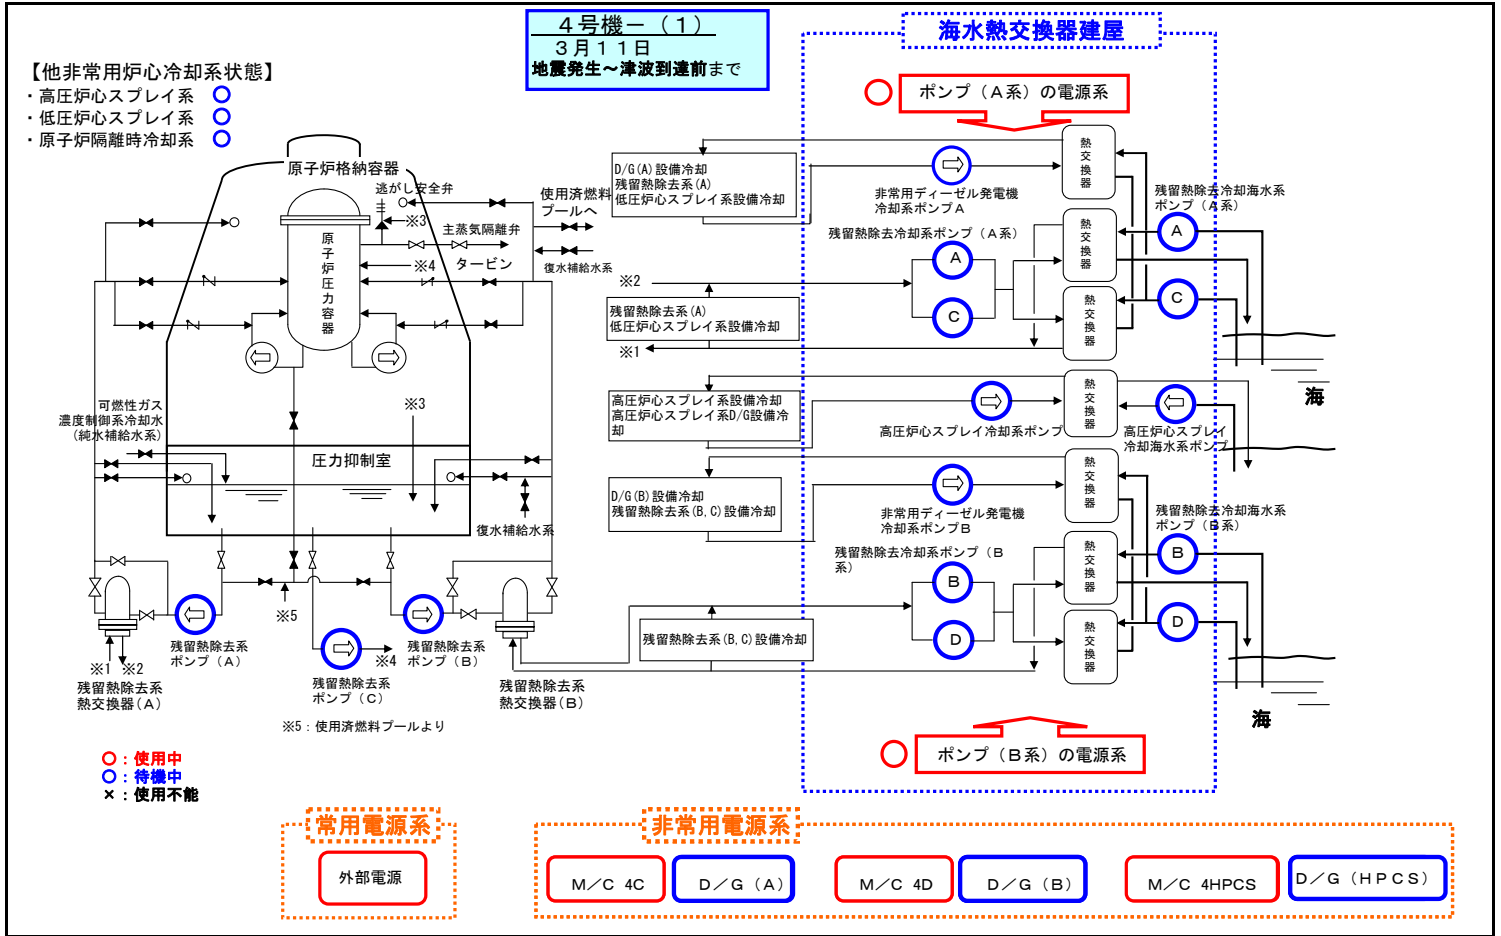 ４号機－（１）
３月１１日
地震発生～津波到達前まで
海水熱交換器建屋
【他非常用炉心冷却系状態】
・高圧炉心スプレイ系
・低圧炉心スプレイ系
・原子炉隔離時冷却系
ポンプ（Ａ系）の電源系
原子炉格納容器
逃がし安全弁
※3
主蒸気隔離弁
※4
タービン
原子炉圧力容器
使用済燃料
プールへ
復水補給水系
D/G(A)設備冷却
残留熱除去系(A)
低圧炉心スプレイ系設備冷却
非常用ディーゼル発電機
冷却系ポンプＡ
熱交換器
残留熱除去冷却海水系
ポンプ（Ａ系）
残留熱除去冷却系ポンプ（Ａ系）
A
C
熱交換器
A
※2
残留熱除去系(A)
低圧炉心スプレイ系設備冷却
※1
熱交換器
C
海
高圧炉心スプレイ系設備冷却
高圧炉心スプレイ系D/G設備冷
却
高圧炉心スプレイ冷却系ポンプ
熱交換器
高圧炉心スプレイ
冷却海水系ポンプ
可燃性ガス
濃度制御系冷却水
(純水補給水系)
※3
圧力抑制室
復水補給水系
D/G(B)設備冷却
残留熱除去系(B,C)設備冷却
非常用ディーゼル発電機
冷却系ポンプＢ
熱交換器
残留熱除去冷却海水系
ポンプ（Ｂ系）
残留熱除去冷却系ポンプ（Ｂ
系）
B
D
熱交換器
B
残留熱除去系(B,C)設備冷却
熱交換器
D
海
※5
残留熱除去系
ポンプ（Ａ）
※4
残留熱除去系
ポンプ（Ｂ）
※1 ※2
残留熱除去系
熱交換器(A)
残留熱除去系
ポンプ（Ｃ）
残留熱除去系
熱交換器(B)
※5：使用済燃料プールより
ポンプ（Ｂ系）の電源系
○：使用中
○：待機中
×：使用不能
常用電源系
外部電源
非常用電源系
M／C 4C
D／G（A）
M／C 4D
D／G（B）
M／C 4HPCS
D／G（ＨＰＣＳ）